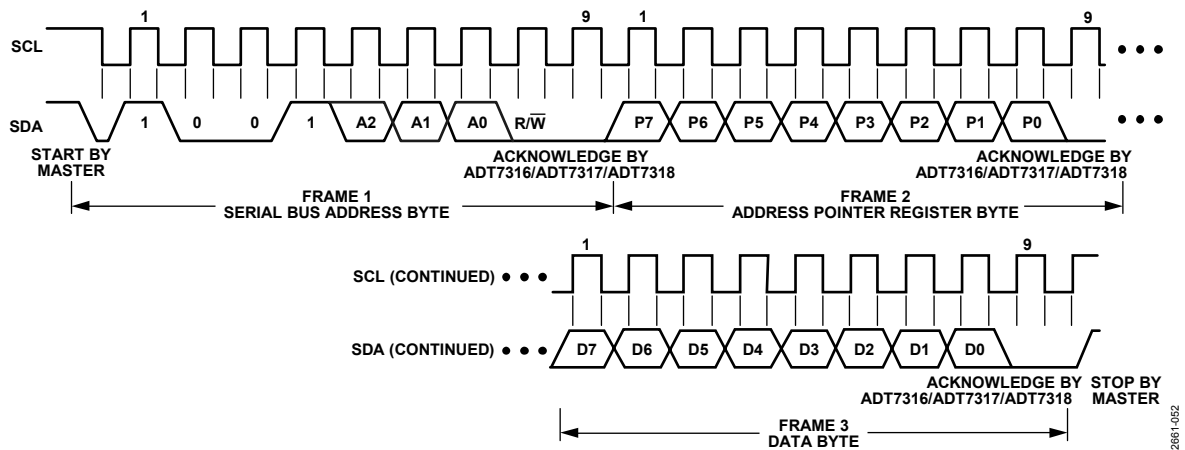 1 9 1 9
SCL
SDA 1 0 0 1 A2 A1 A0 R/W̅ P7 P6 P5 P4 P3 P2 P1 P0
START BY MASTER
ACKNOWLEDGE BY
ADT7316/ADT7317/ADT7318
ACKNOWLEDGE BY
ADT7316/ADT7317/ADT7318
FRAME 1
SERIAL BUS ADDRESS BYTE
FRAME 2
ADDRESS POINTER REGISTER BYTE
1 9
SCL (CONTINUED)
SDA (CONTINUED) D7 D6 D5 D4 D3 D2 D1 D0
ACKNOWLEDGE BY
ADT7316/ADT7317/ADT7318
STOP BY
MASTER
FRAME 3
DATA BYTE
2661-052